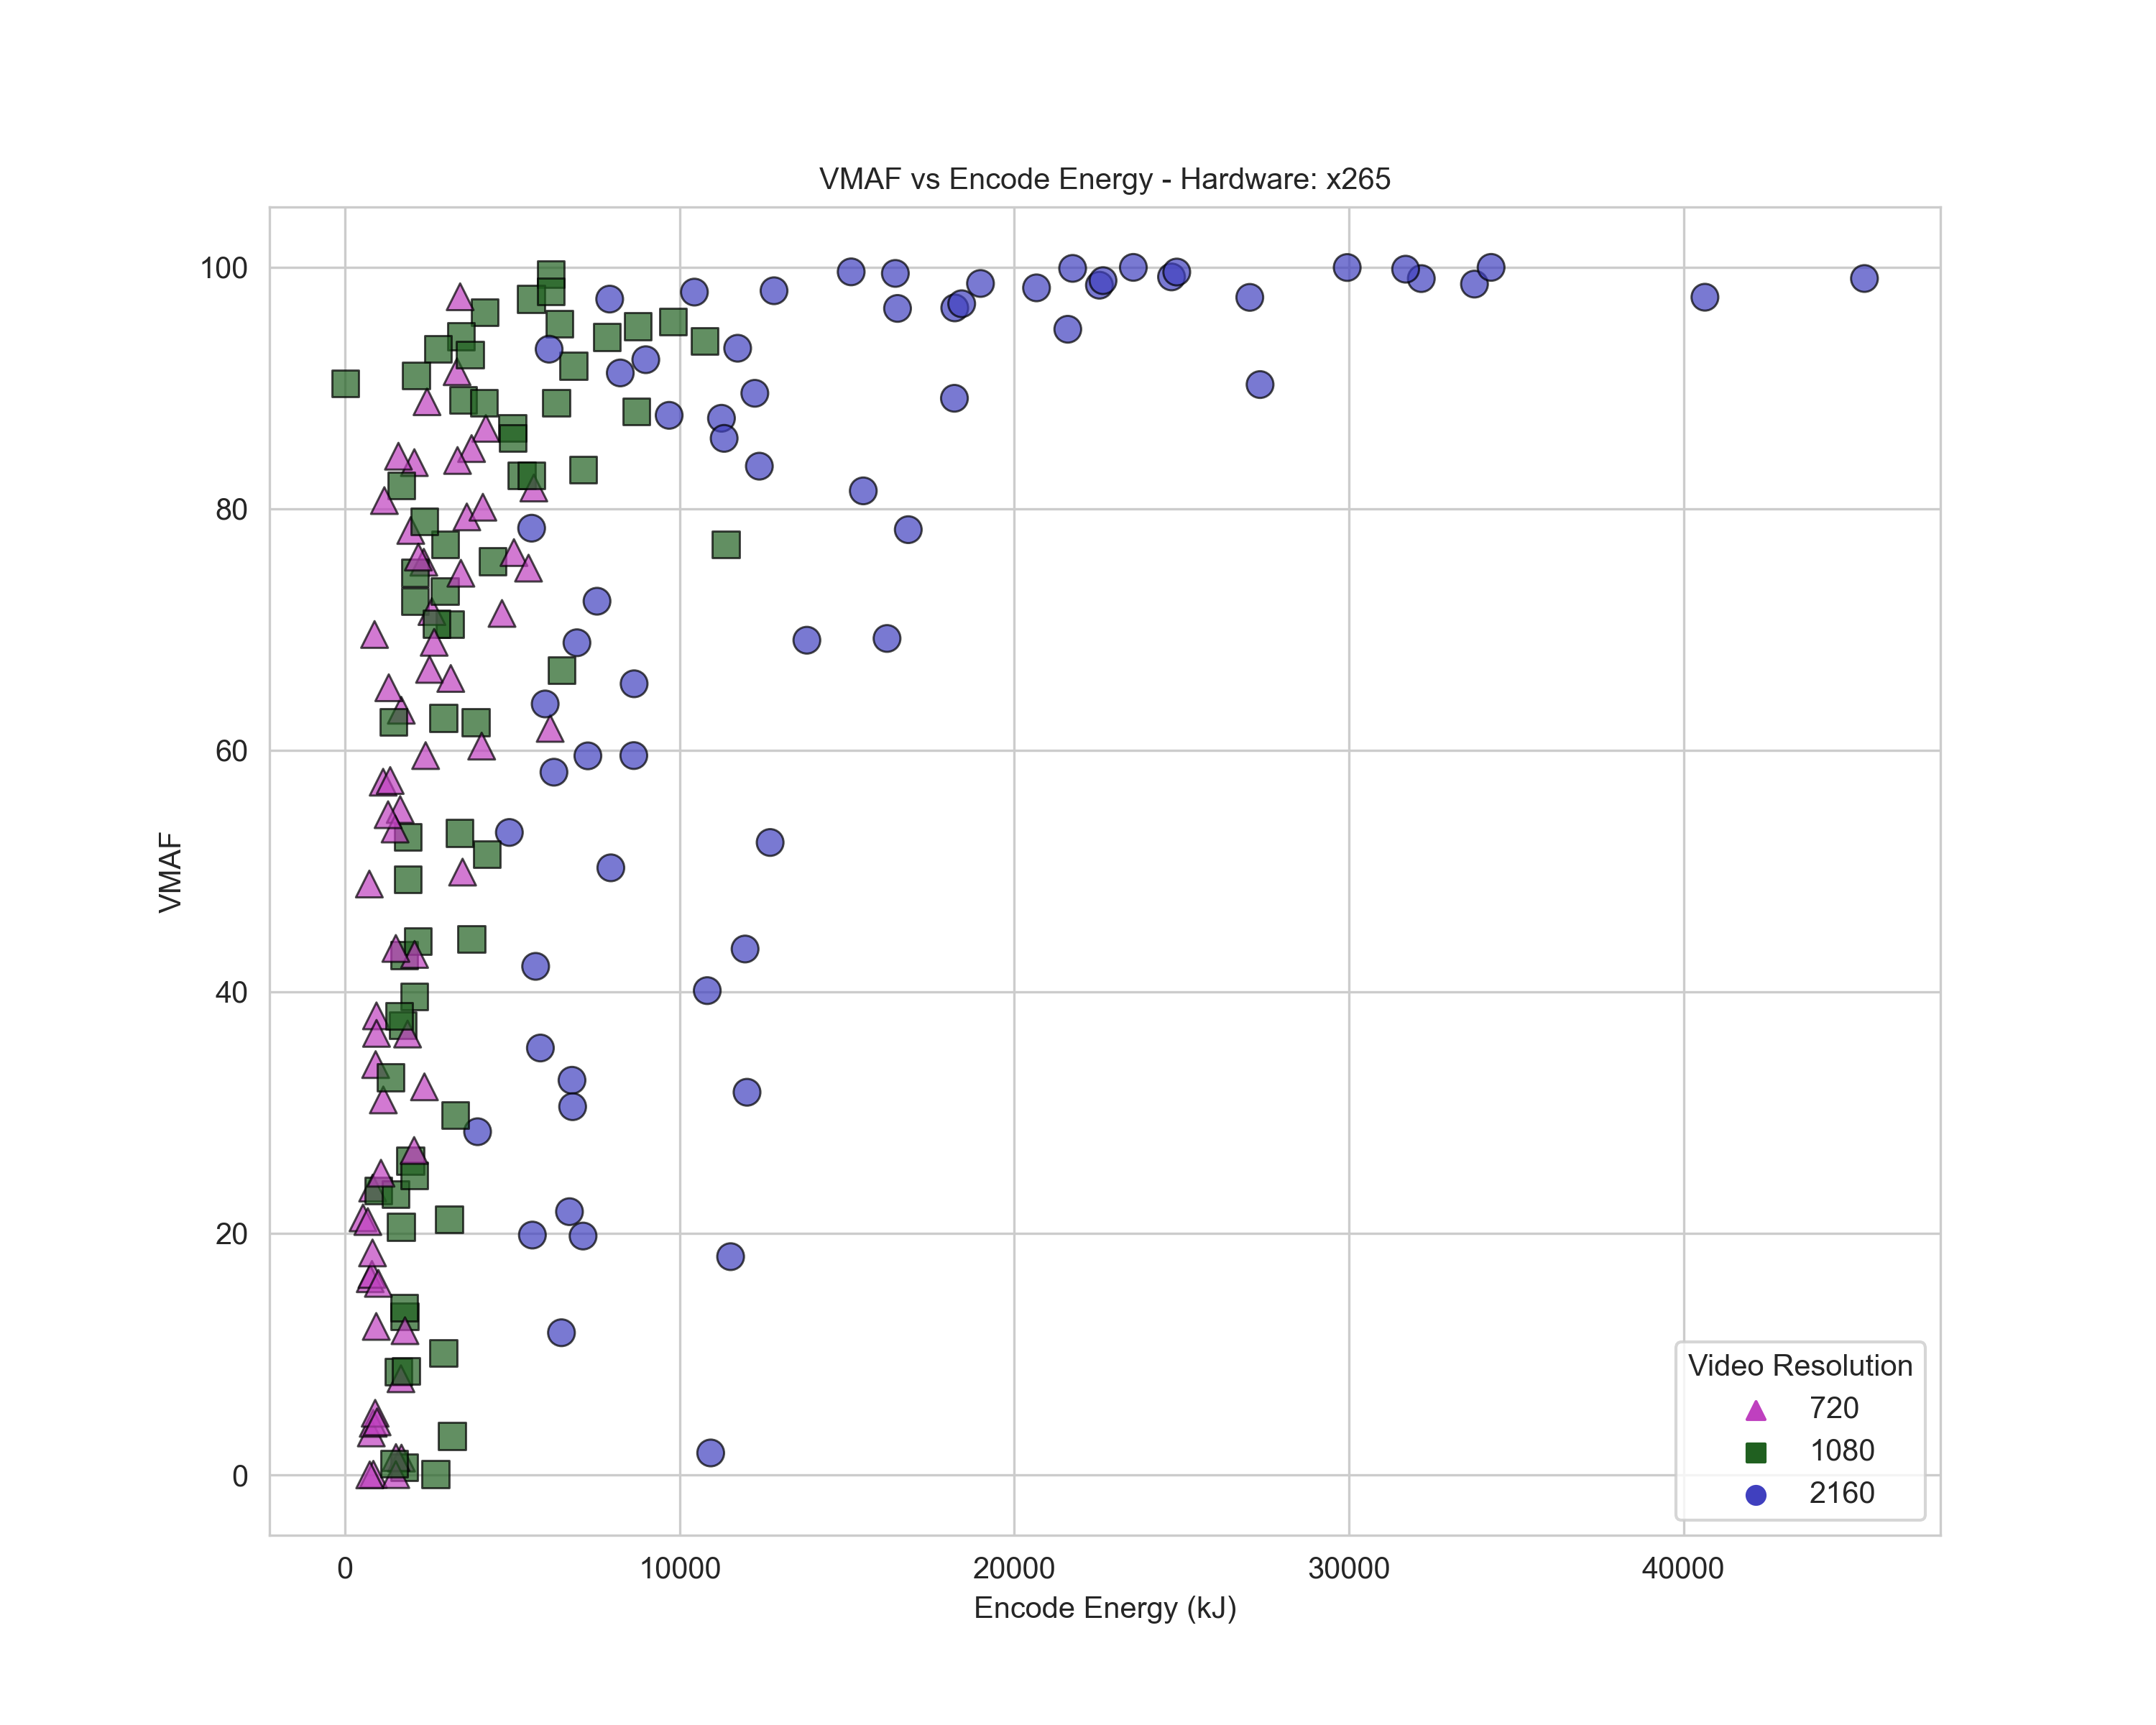 VMAF vs Encode Energy - Hardware: x265
100
80
60
40
20
0
VMAF
0 10000 20000 30000 40000
Encode Energy (kJ)
Video Resolution
720
1080
2160